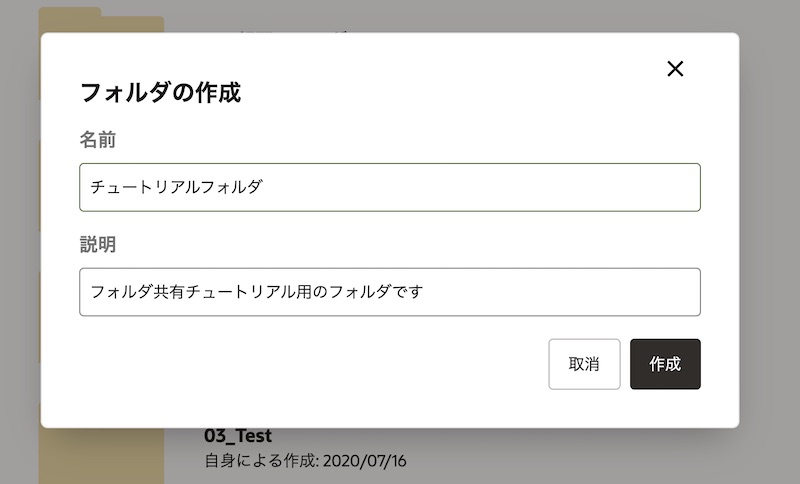 フォルダの作成
名前
チュートリアルフォルダ
説明
フォルダ共有チュートリアル用のフォルダです
取消
作成
03_Test
自身による作成: 2020/07/16